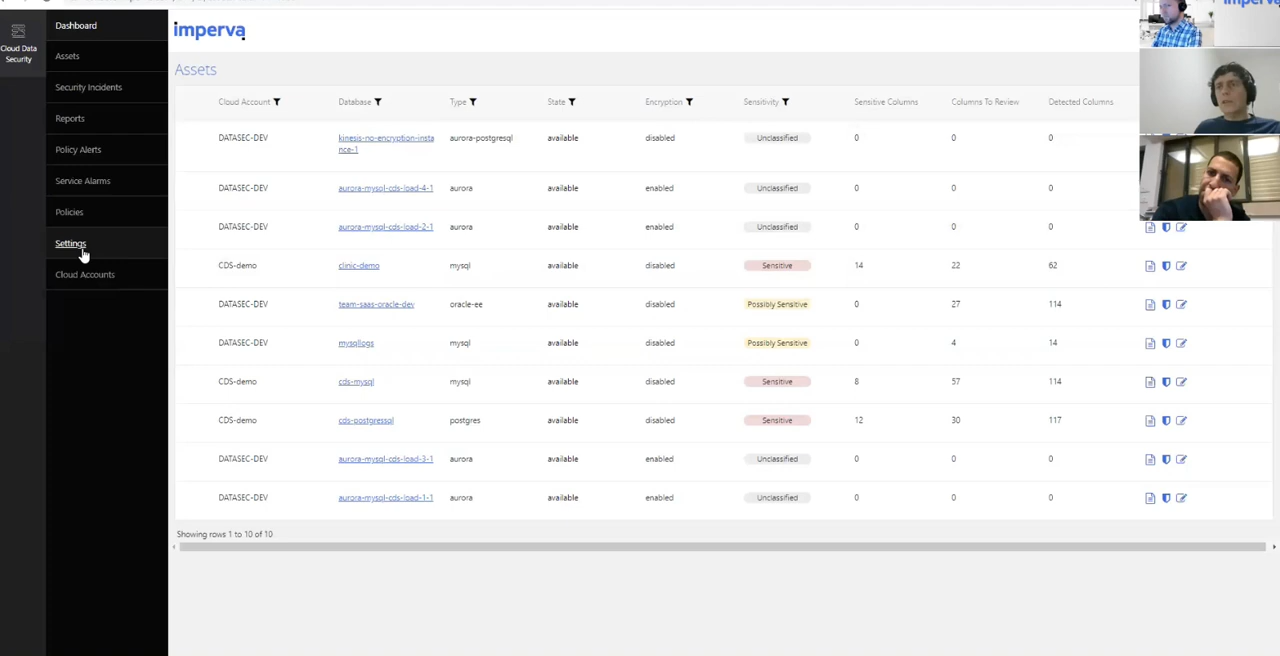 Cloud Data
Security
Dashboard
Assets
Security Incidents
Reports
Policy Alerts
Service Alarms
Policies
Settings
Cloud Accounts
imperva
imperva
Assets
Cloud Account Database Type State Encryption Sensitivity Sensitive Columns Columns To Review Detected Columns
DATASEC-DEV kinesis-no-encryption-insta aurora-postgresql available disabled Unclassified 0 0 0
nce-1
DATASEC-DEV aurora-mysql-cds-load-4-1 aurora available enabled Unclassified 0 0 0
DATASEC-DEV aurora-mysql-cds-load-2-1 aurora available enabled Unclassified 0 0 0
CDS-demo clinic-demo mysql available disabled Sensitive 14 22 62
DATASEC-DEV team-saas-oracle-dev oracle-ee available disabled Possibly Sensitive 0 27 114
DATASEC-DEV mysqllogs mysql available disabled Possibly Sensitive 0 4 14
CDS-demo cds-mysql mysql available disabled Sensitive 8 57 114
CDS-demo cds-postgressql postgres available disabled Sensitive 12 30 117
DATASEC-DEV aurora-mysql-cds-load-3-1 aurora available enabled Unclassified 0 0 0
DATASEC-DEV aurora-mysql-cds-load-1-1 aurora available enabled Unclassified 0 0 0
Showing rows 1 to 10 of 10